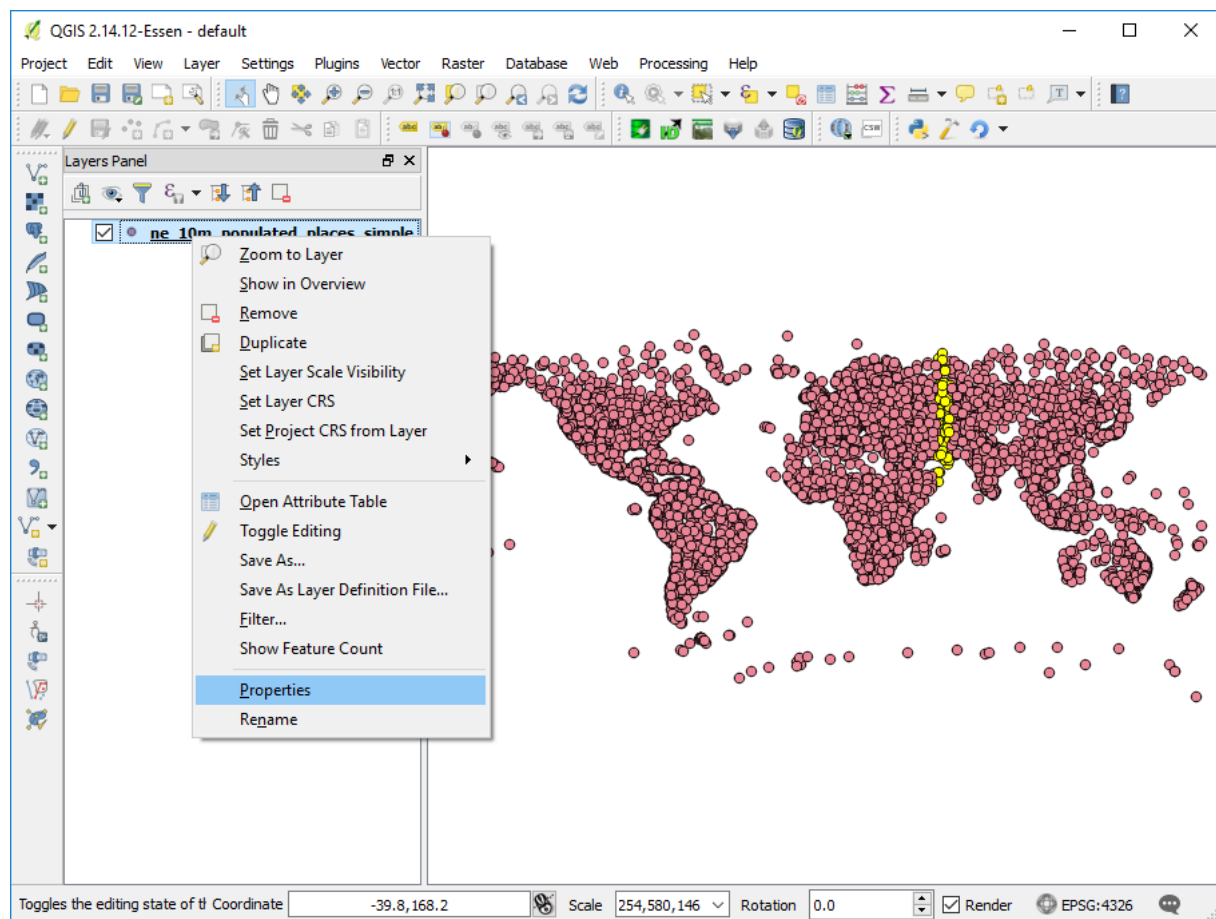 QGIS 2.14.12-Essen - default
Project Edit View Layer Settings Plugins Vector Raster Database Web Processing Help
Layers Panel
ne_10m_populated_places_simple
Zoom to Layer
Show in Overview
Remove
Duplicate
Set Layer Scale Visibility
Set Layer CRS
Set Project CRS from Layer
Styles
Open Attribute Table
Toggle Editing
Save As...
Save As Layer Definition File...
Filter...
Show Feature Count
Properties
Rename
Toggles the editing state of tl Coordinate -39.8,168.2 Scale 254,580,146 Rotation 0.0 Render EPSG:4326